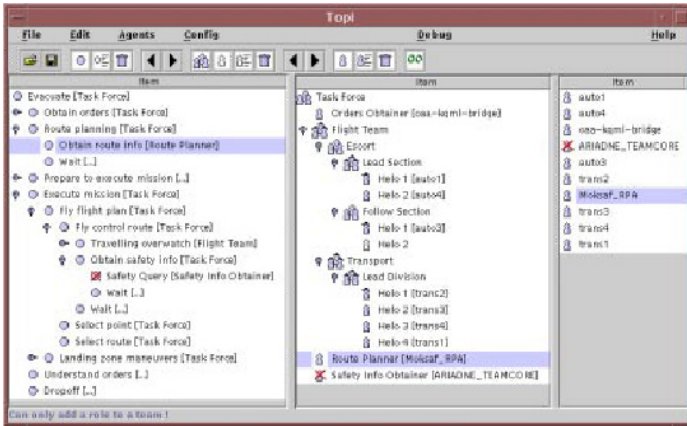 Topi
File Edit Agents Config Debug Help
Item
Evacuate [Task Force]
Obtain orders [Task Force]
Route planning [Task Force]
Obtain route info [Route Planner]
Wait [...]
Prepare to execute mission [...]
Execute mission [Task Force]
Fly flight plan [Task Force]
Fly control route [Task Force]
Travelling overwatch [Flight Team]
Obtain safety info [Task Force]
Safety Query [Safety Info Obtainer]
Wait [...]
Wait [...]
Select point [Task Force]
Select route [Task Force]
Landing zone maneuvers [Task Force]
Understand orders [...]
Dropoff [...]
Item
Task Force
Orders Obtainer [oaa-kqml-bridge]
Flight Team
Escort
Lead Section
Helo 1 [auto1]
Helo 2 [auto4]
Follow Section
Helo 1 [auto3]
Helo 2
Transport
Lead Division
Helo 1 [trans2]
Helo 2 [trans3]
Helo 3 [trans4]
Helo 4 [trans1]
Route Planner [Moksaf_RPA]
Safety Info Obtainer [ARIADNE_TEAMCORE]
Item
auto1
auto4
oaa-kqml-bridge
ARIADNE_TEAMCORE
auto3
trans2
Moksaf_RPA
trans3
trans4
trans1
Can only add a role to a team !